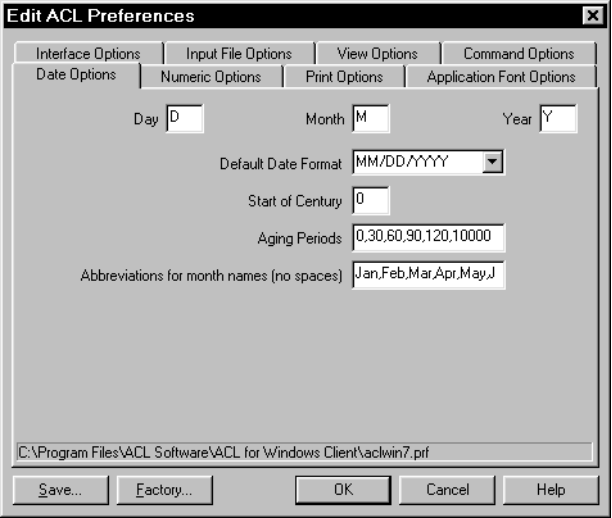 Edit ACL Preferences
Interface Options Input File Options View Options Command Options
Date Options Numeric Options Print Options Application Font Options
Day D Month M Year Y
Default Date Format MM/DD/YYYY
Start of Century 0
Aging Periods 0,30,60,90,120,10000
Abbreviations for month names (no spaces) Jan,Feb,Mar,Apr,May,J
C:\Program Files\ACL Software\ACL for Windows Client\aclwin7.prf
Save... Factory... OK Cancel Help